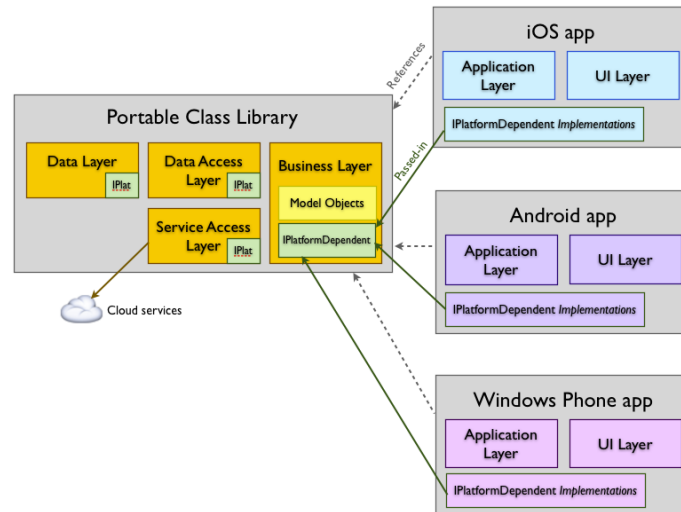 iOS app
Application
Layer
UI Layer
IPlatformDependent Implementations
References
Passed-in
Portable Class Library
Data Layer
IPlat
Data Access
Layer
IPlat
Business Layer
Model Objects
IPlatformDependent
Service Access
Layer
IPlat
Cloud services
Android app
Application
Layer
UI Layer
IPlatformDependent Implementations
Windows Phone app
Application
Layer
UI Layer
IPlatformDependent Implementations